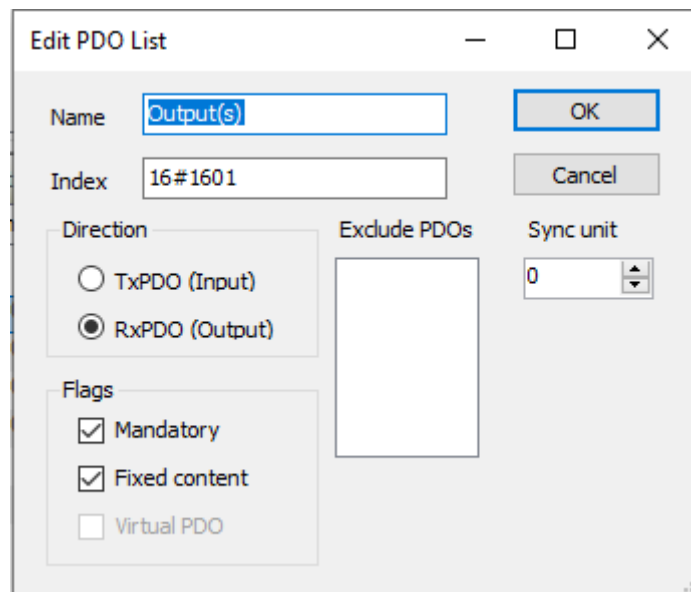 Edit PDO List
Name
Output(s)
OK
Index
16#1601
Cancel
Direction
Exclude PDOs
Sync unit
TxPDO (Input)
0
RxPDO (Output)
Flags
Mandatory
Fixed content
Virtual PDO